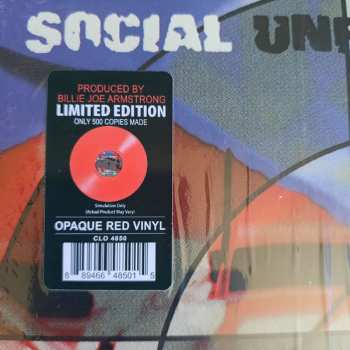 SOCIAL UN
PRODUCED BY
BILLIE JOE ARMSTRONG
LIMITED EDITION
ONLY 500 COPIES MADE
Simulation Only
(Actual Product May Vary)
OPAQUE RED VINYL
CLO 4850
8 89466 48501 5